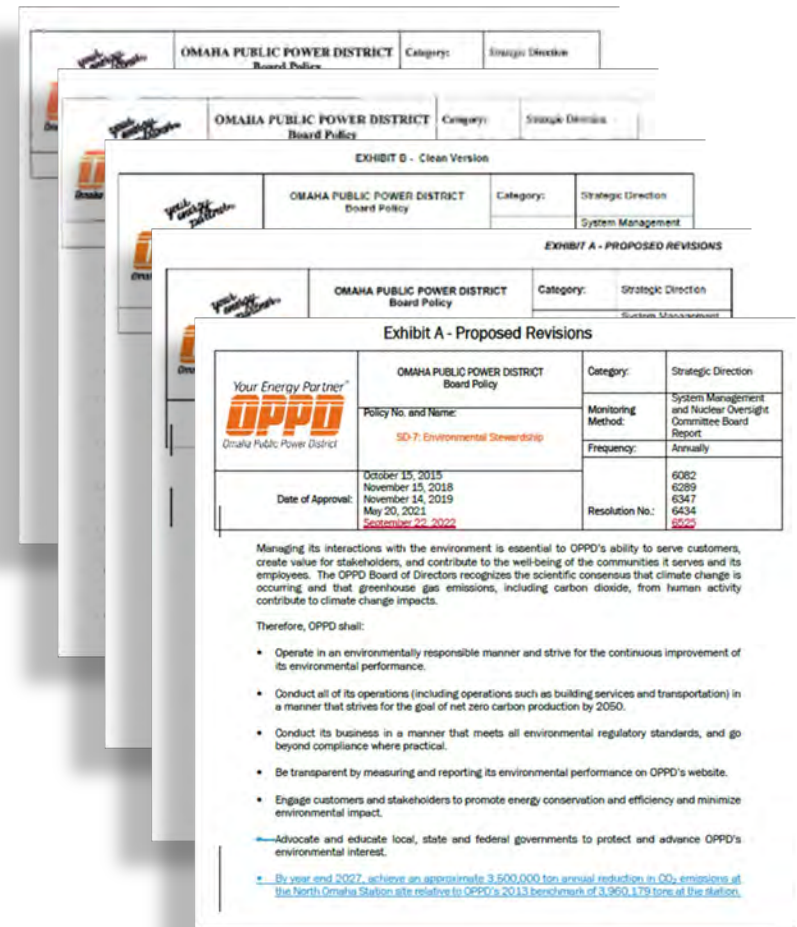 OMAHA PUBLIC POWER DISTRICT
Board Policy
Category:
Strategic Direction
OMAHA PUBLIC POWER DISTRICT
Board Policy
Category:
Strategic Direction
EXHIBIT B - Clean Version
your energy partner
OMAHA PUBLIC POWER DISTRICT
Board Policy
Category:
Strategic Direction
System Management
EXHIBIT A - PROPOSED REVISIONS
your energy partner
OMAHA PUBLIC POWER DISTRICT
Board Policy
Category:
Strategic Direction
System Management
Exhibit A - Proposed Revisions
Your Energy Partner™
OPPD
Omaha Public Power District
OMAHA PUBLIC POWER DISTRICT
Board Policy
Category:
Strategic Direction
Policy No. and Name:
SD-7: Environmental Stewardship
Monitoring
Method:
System Management
and Nuclear Oversight
Committee Board
Report
Frequency:
Annually
Date of Approval:
October 15, 2015
November 15, 2018
November 14, 2019
May 20, 2021
September 22, 2022
Resolution No.:
6082
6289
6347
6434
6525
Managing its interactions with the environment is essential to OPPD's ability to serve customers,
create value for stakeholders, and contribute to the well-being of the communities it serves and its
employees. The OPPD Board of Directors recognizes the scientific consensus that climate change is
occurring and that greenhouse gas emissions, including carbon dioxide, from human activity
contribute to climate change impacts.
Therefore, OPPD shall:
• Operate in an environmentally responsible manner and strive for the continuous improvement of
its environmental performance.
• Conduct all of its operations (including operations such as building services and transportation) in
a manner that strives for the goal of net zero carbon production by 2050.
• Conduct its business in a manner that meets all environmental regulatory standards, and go
beyond compliance where practical.
• Be transparent by measuring and reporting its environmental performance on OPPD's website.
• Engage customers and stakeholders to promote energy conservation and efficiency and minimize
environmental impact.
• Advocate and educate local, state and federal governments to protect and advance OPPD's
environmental interest.
• By year end 2027, achieve an approximate 3,500,000 ton annual reduction in CO₂ emissions at
the North Omaha Station site relative to OPPD's 2013 benchmark of 3,960,179 tons at the station.